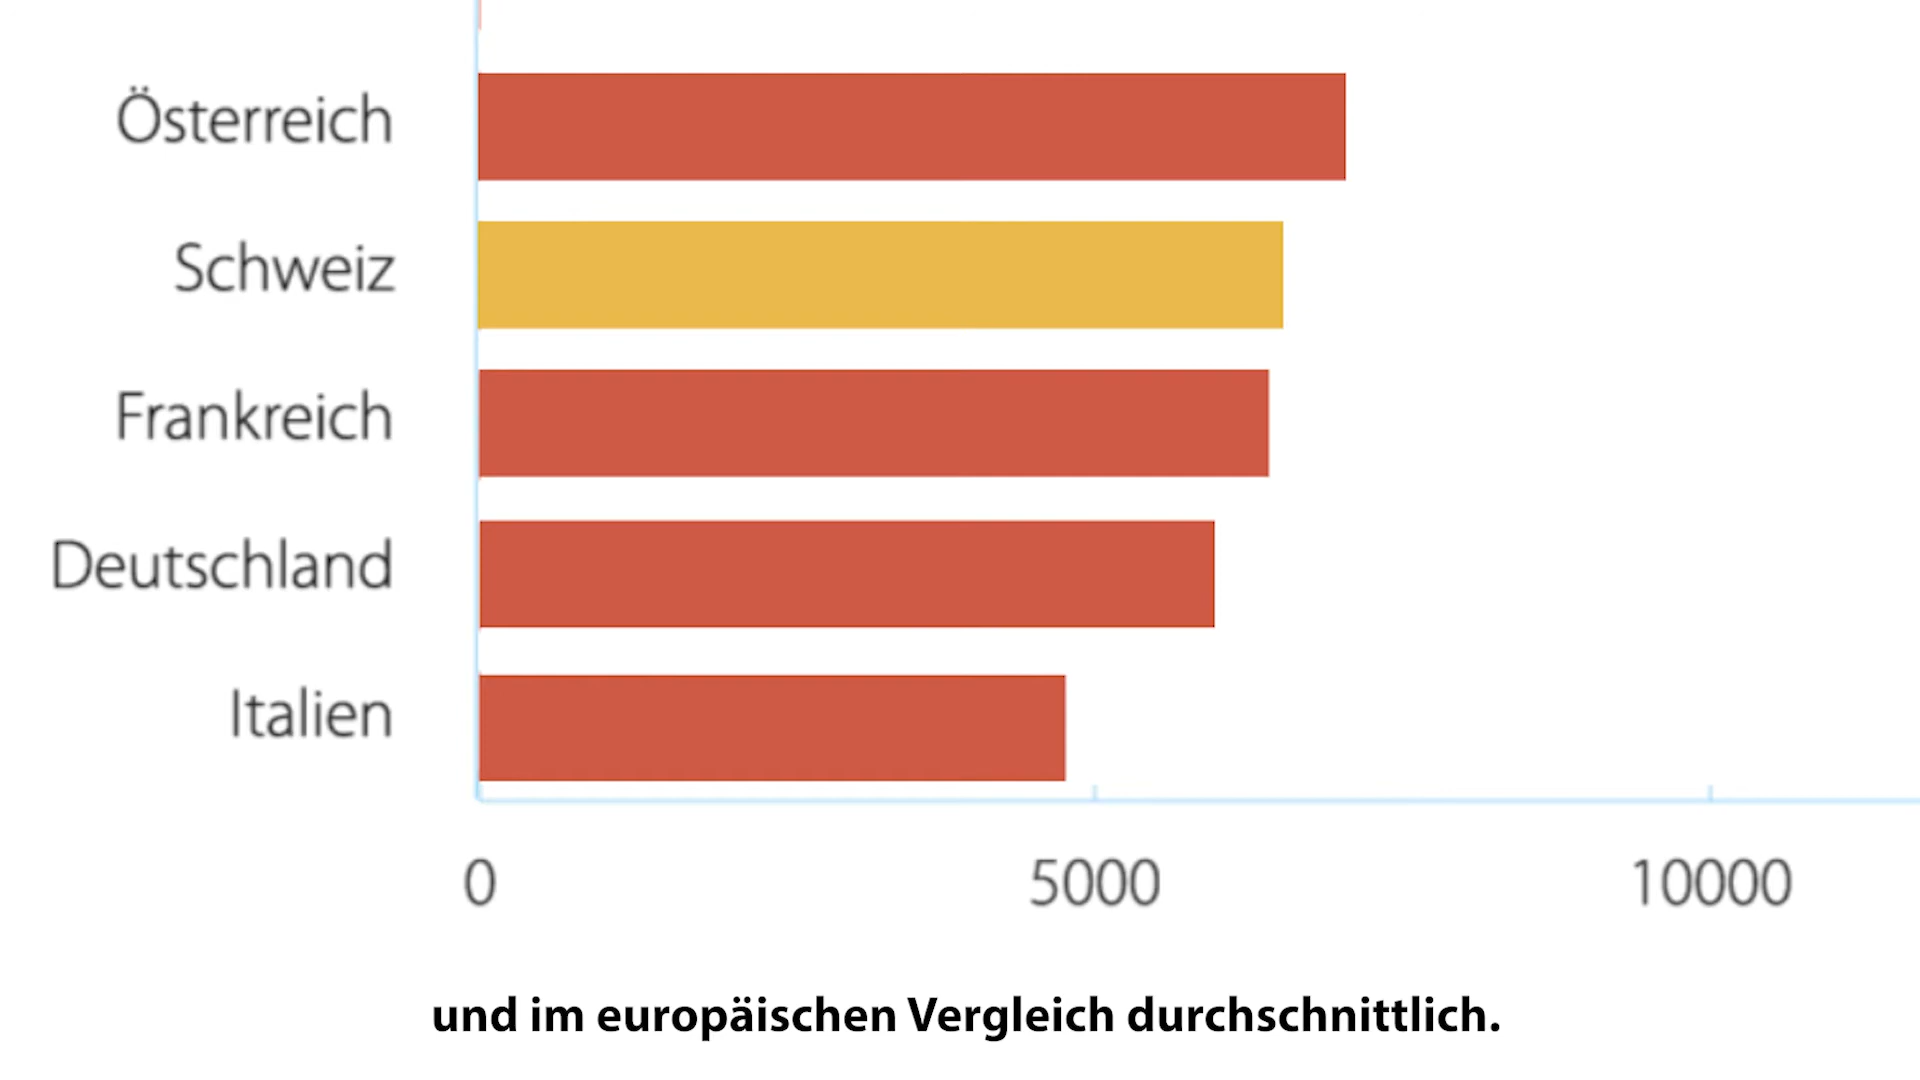 Österreich
Schweiz
Frankreich
Deutschland
Italien
0 5000 10000
und im europäischen Vergleich durchschnittlich.